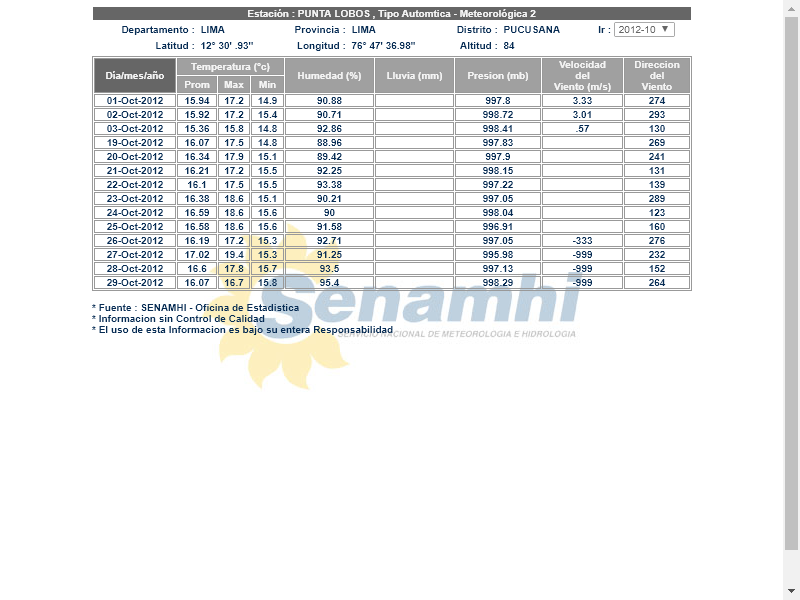 Estación : PUNTA LOBOS , Tipo Automtica - Meteorológica 2
Departamento : LIMA Provincia : LIMA Distrito : PUCUSANA Ir : 2012-10
Latitud : 12° 30' .93'' Longitud : 76° 47' 36.98'' Altitud : 84
Dia/mes/año Temperatura (°c) Humedad (%) Lluvia (mm) Presion (mb) Velocidad del Viento (m/s) Direccion del Viento
Prom Max Min
01-Oct-2012 15.94 17.2 14.9 90.88 997.8 3.33 274
02-Oct-2012 15.92 17.2 15.4 90.71 998.72 3.01 293
03-Oct-2012 15.36 15.8 14.8 92.86 998.41 .57 130
19-Oct-2012 16.07 17.5 14.8 88.96 997.83 269
20-Oct-2012 16.34 17.9 15.1 89.42 997.9 241
21-Oct-2012 16.21 17.2 15.5 92.25 998.15 131
22-Oct-2012 16.1 17.5 15.5 93.38 997.22 139
23-Oct-2012 16.38 18.6 15.1 90.21 997.05 289
24-Oct-2012 16.59 18.6 15.6 90 998.04 123
25-Oct-2012 16.58 18.6 15.6 91.58 996.91 160
26-Oct-2012 16.19 17.2 15.3 92.71 997.05 -333 276
27-Oct-2012 17.02 19.4 15.3 91.25 995.98 -999 232
28-Oct-2012 16.6 17.8 15.7 93.5 997.13 -999 152
29-Oct-2012 16.07 16.7 15.8 95.4 998.29 -999 264
Senamhi
SERVICIO NACIONAL DE METEOROLOGIA E HIDROLOGIA
* Fuente : SENAMHI - Oficina de Estadistica
* Informacion sin Control de Calidad
* El uso de esta Informacion es bajo su entera Responsabilidad